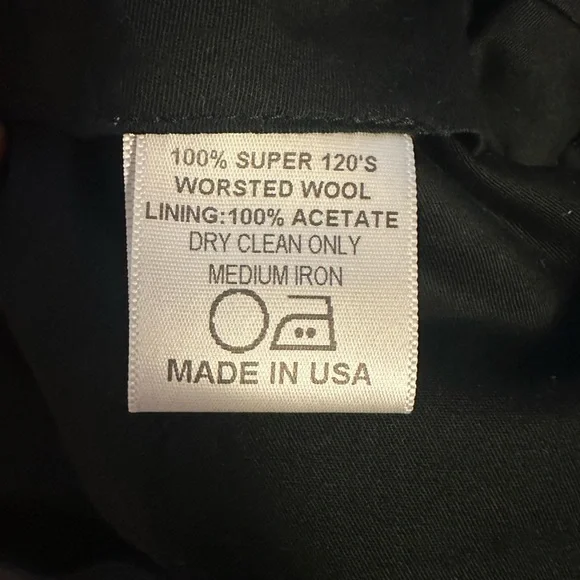 100% SUPER 120'S
WORSTED WOOL
LINING:100% ACETATE
DRY CLEAN ONLY
MEDIUM IRON
MADE IN USA